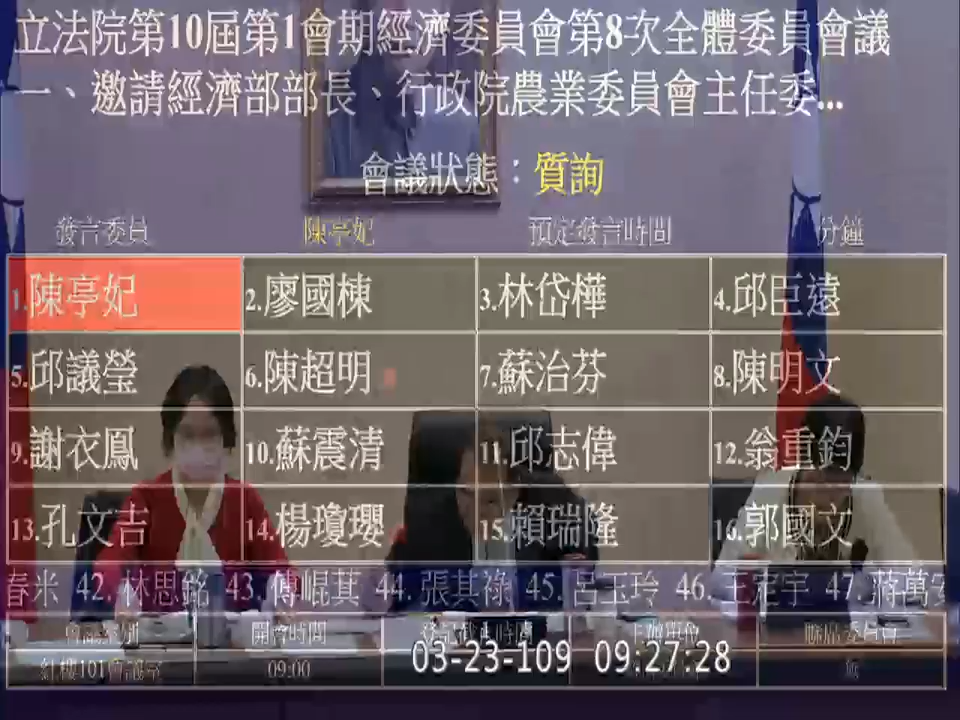 立法院第10屆第1會期經濟委員會第8次全體委員會議
一、邀請經濟部部長、行政院農業委員會主任委...
會議狀態：質詢
發言委員 陳亭妃 預定發言時間 分鐘
1.陳亭妃 2.廖國棟 3.林岱樺 4.邱臣遠
5.邱議瑩 6.陳超明 7.蘇治芬 8.陳明文
9.謝衣鳳 10.蘇震清 11.邱志偉 12.翁重鈞
13.孔文吉 14.楊瓊瓔 15.賴瑞隆 16.郭國文
春米 42. 林思銘 43. 傅崐萁 44. 張其祿 45. 呂玉玲 46. 王定宇 47. 蔣萬安
開會時間
紅樓101會議室 09:00
03-23-109 09:27:28